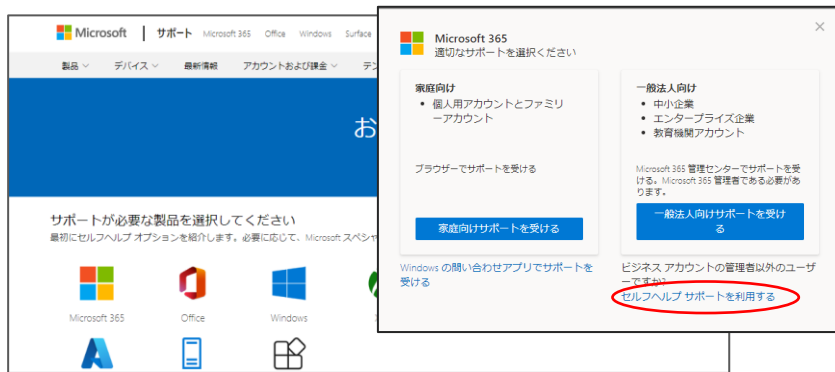 Microsoft | サポート Microsoft 365 Office Windows Surface
製品 デバイス 最新情報 アカウントおよび課金
お
サポートが必要な製品を選択してください
最初にセルフヘルプ オプションを紹介します。必要に応じて、Microsoft スペシャ
Microsoft 365 Office Windows
Microsoft 365
適切なサポートを選択ください
家庭向け
• 個人用アカウントとファミリ
ーアカウント
ブラウザーでサポートを受ける
家庭向けサポートを受ける
Windows の問い合わせアプリでサポートを
受ける
一般法人向け
• 中小企業
• エンタープライズ企業
• 教育機関アカウント
Microsoft 365 管理センターでサポートを受
ける。Microsoft 365 管理者である必要があ
ります。
一般法人向けサポートを受け
る
ビジネス アカウントの管理者以外のユーザ
ーですか?
セルフヘルプ サポートを利用する